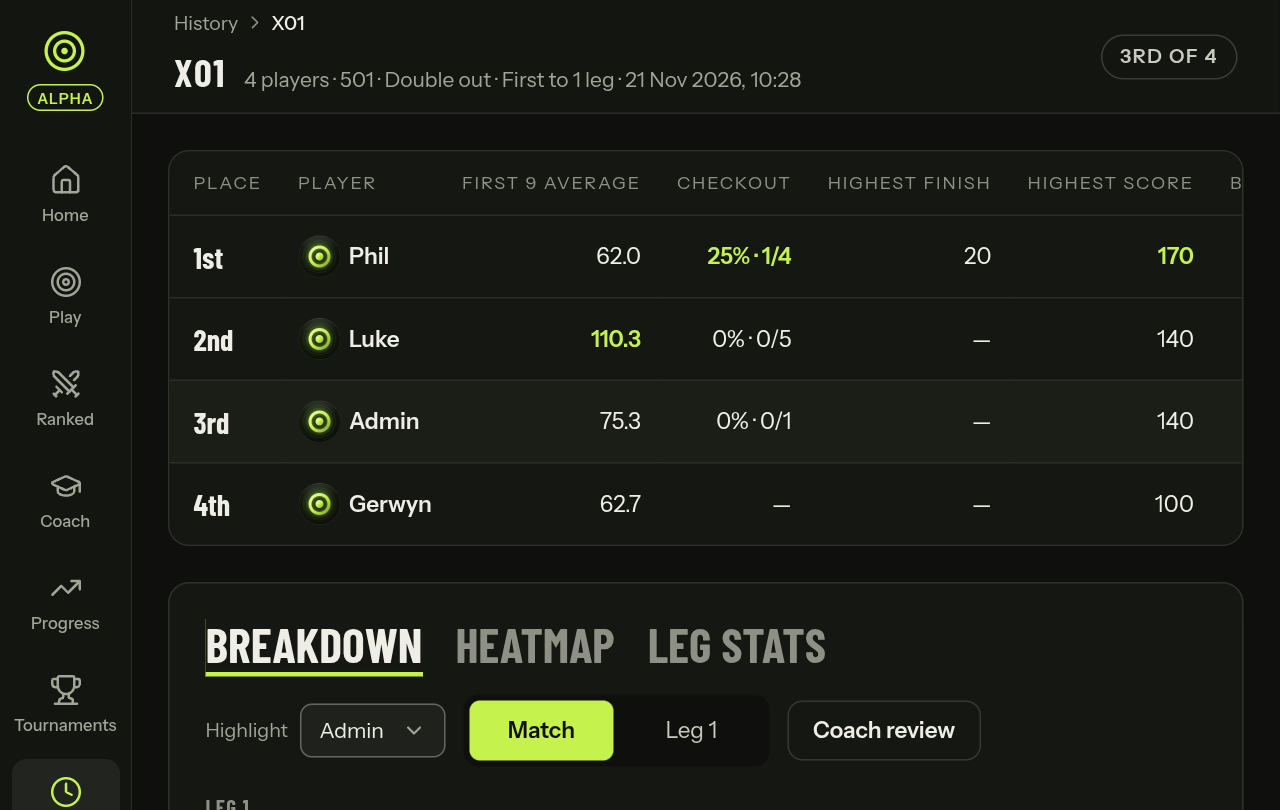 History > X01
X01 4 players · 501 · Double out · First to 1 leg · 21 Nov 2026, 10:28
3RD OF 4
ALPHA
Home
Play
Ranked
Coach
Progress
Tournaments
PLACE PLAYER FIRST 9 AVERAGE CHECKOUT HIGHEST FINISH HIGHEST SCORE B
1st Phil 62.0 25% · 1/4 20 170
2nd Luke 110.3 0% · 0/5 — 140
3rd Admin 75.3 0% · 0/1 — 140
4th Gerwyn 62.7 — — 100
BREAKDOWN HEATMAP LEG STATS
Highlight Admin Match Leg 1 Coach review
LEG 1